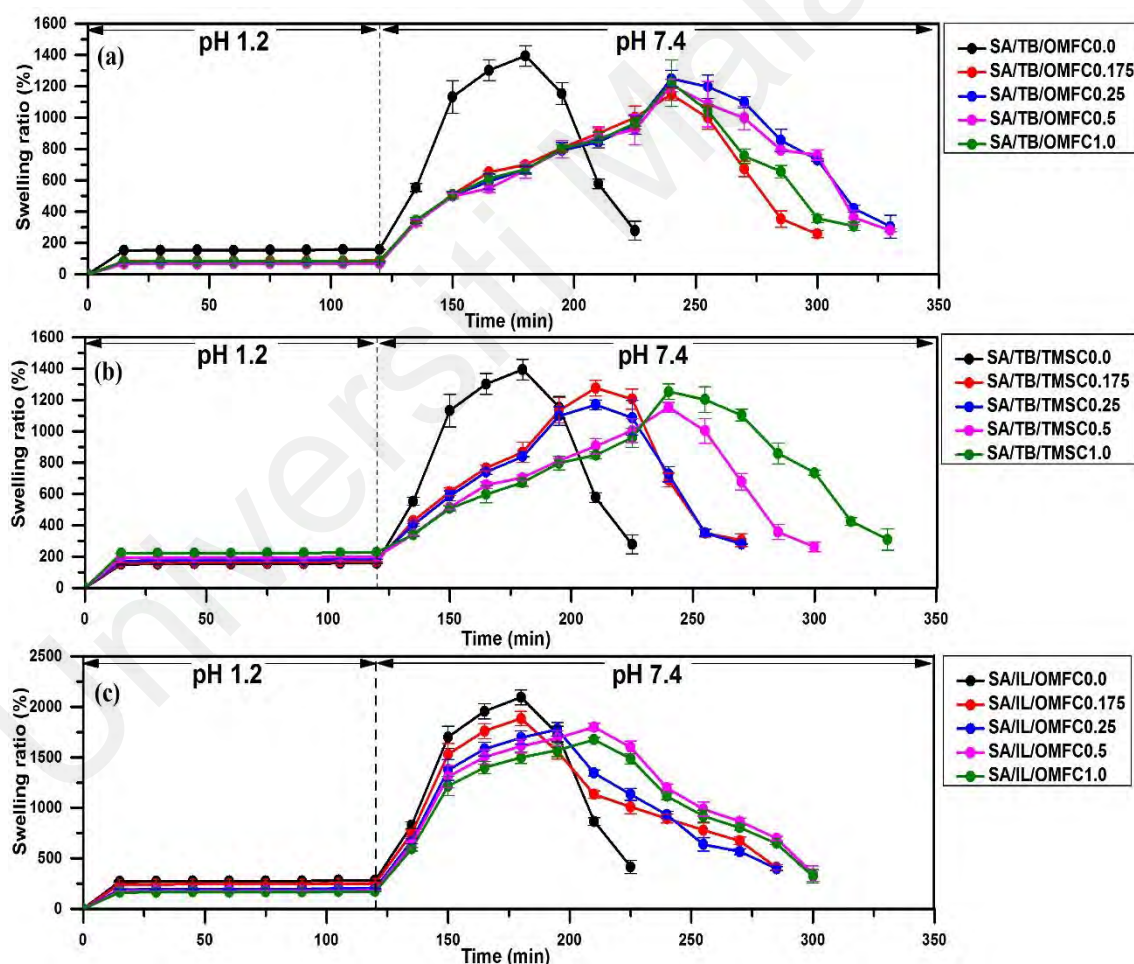 Universiti Mala
(a)
pH 1.2
pH 7.4
Swelling ratio (%)
1600
1400
1200
1000
800
600
400
200
0
0 50 100 150 200 250 300 350
Time (min)
SA/TB/OMFC0.0
SA/TB/OMFC0.175
SA/TB/OMFC0.25
SA/TB/OMFC0.5
SA/TB/OMFC1.0
(b)
pH 1.2
pH 7.4
Swelling ratio (%)
1600
1400
1200
1000
800
600
400
200
0
0 50 100 150 200 250 300 350
Time (min)
SA/TB/TMSC0.0
SA/TB/TMSC0.175
SA/TB/TMSC0.25
SA/TB/TMSC0.5
SA/TB/TMSC1.0
(c)
pH 1.2
pH 7.4
Swelling ratio (%)
2500
2000
1500
1000
500
0
0 50 100 150 200 250 300 350
Time (min)
SA/IL/OMFC0.0
SA/IL/OMFC0.175
SA/IL/OMFC0.25
SA/IL/OMFC0.5
SA/IL/OMFC1.0